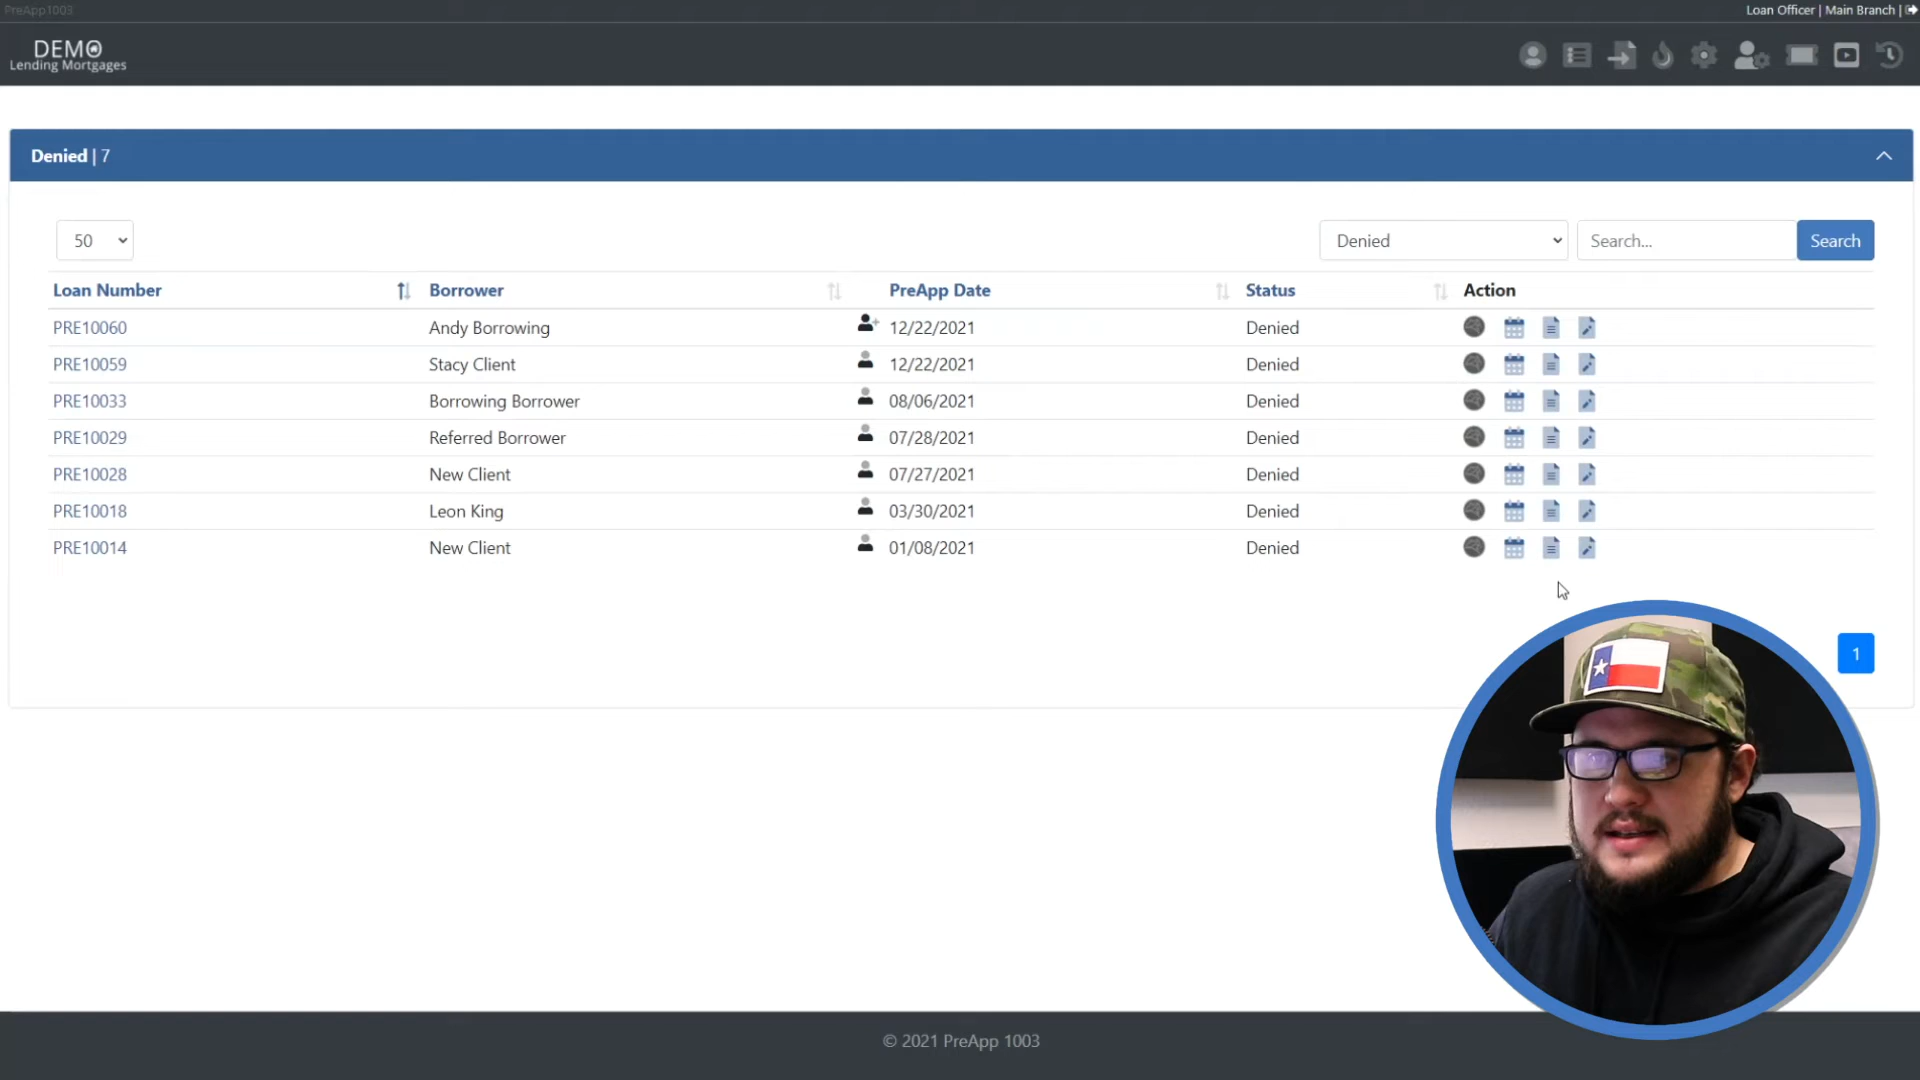 PreApp1003
Loan Officer | Main Branch |
DEMO
Lending Mortgages
Denied | 7
50
Denied
Search...
Search
Loan Number Borrower PreApp Date Status Action
PRE10060 Andy Borrowing 12/22/2021 Denied
PRE10059 Stacy Client 12/22/2021 Denied
PRE10033 Borrowing Borrower 08/06/2021 Denied
PRE10029 Referred Borrower 07/28/2021 Denied
PRE10028 New Client 07/27/2021 Denied
PRE10018 Leon King 03/30/2021 Denied
PRE10014 New Client 01/08/2021 Denied
1
© 2021 PreApp 1003